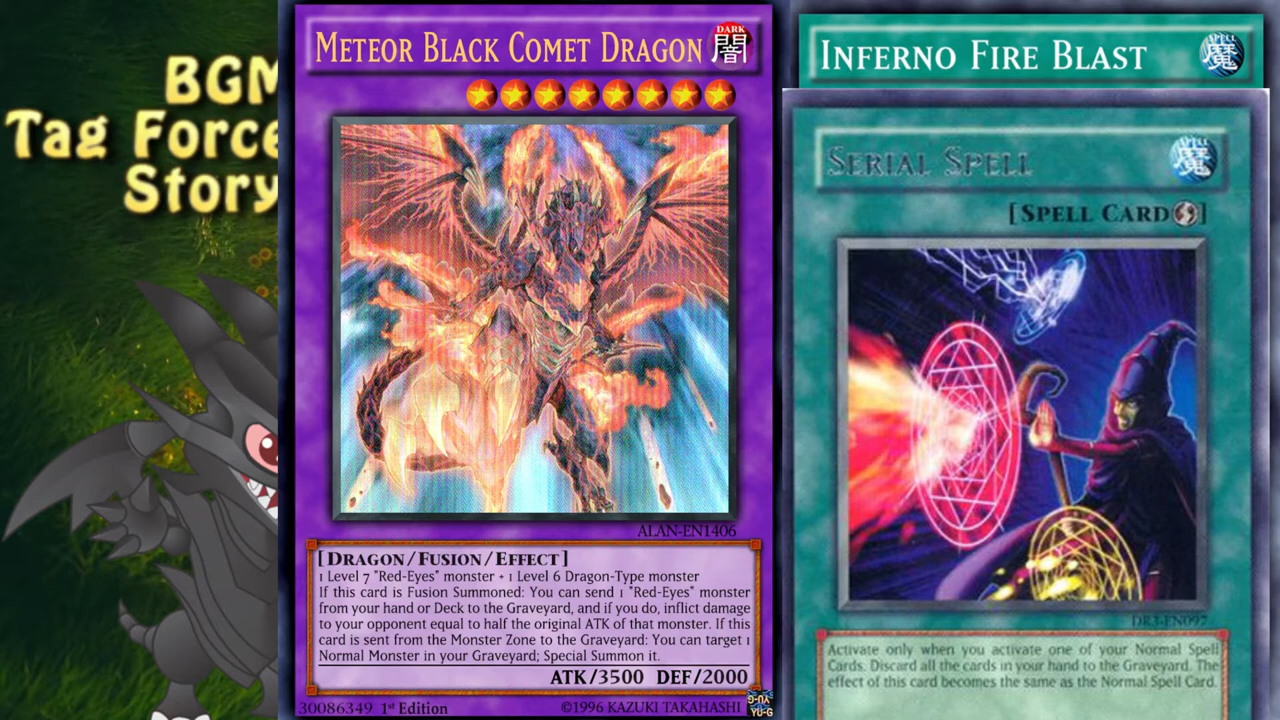 BGM
Tag Force
Story
METEOR BLACK COMET DRAGON
DARK
闇
ALAN-EN1406
[DRAGON/FUSION/EFFECT]
1 Level 7 "Red-Eyes" monster + 1 Level 6 Dragon-Type monster
If this card is Fusion Summoned: You can send 1 "Red-Eyes" monster
from your hand or Deck to the Graveyard, and if you do, inflict damage
to your opponent equal to half the original ATK of that monster. If this
card is sent from the Monster Zone to the Graveyard: You can target 1
Normal Monster in your Graveyard; Special Summon it.
ATK/3500 DEF/2000
30086349 1st Edition
©1996 KAZUKI TAKAHASHI
INFERNO FIRE BLAST
SPELL
魔
SERIAL SPELL
SPELL
魔
[SPELL CARD]
DR3-EN097
Activate only when you activate one of your Normal Spell
Cards. Discard all the cards in your hand to the Graveyard. The
effect of this card becomes the same as the Normal Spell Card.